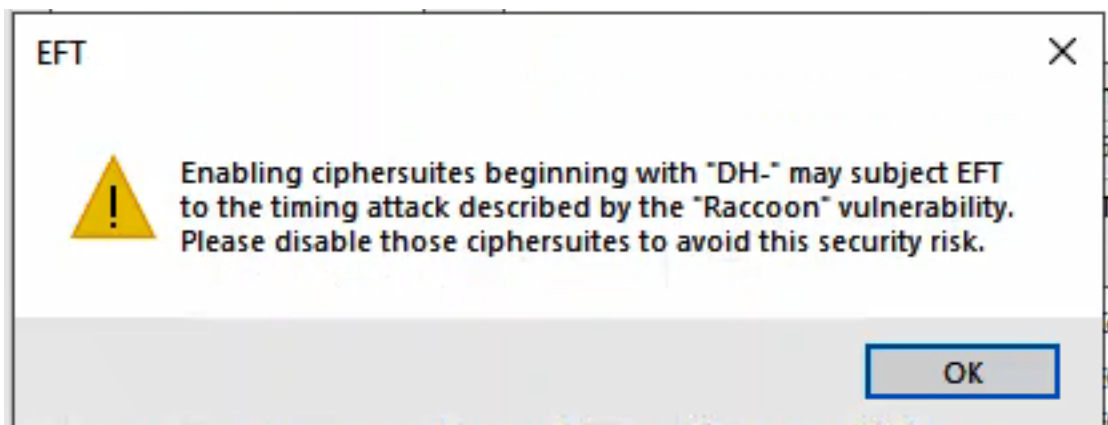 EFT
Enabling ciphersuites beginning with "DH-" may subject EFT
to the timing attack described by the "Raccoon" vulnerability.
Please disable those ciphersuites to avoid this security risk.
OK